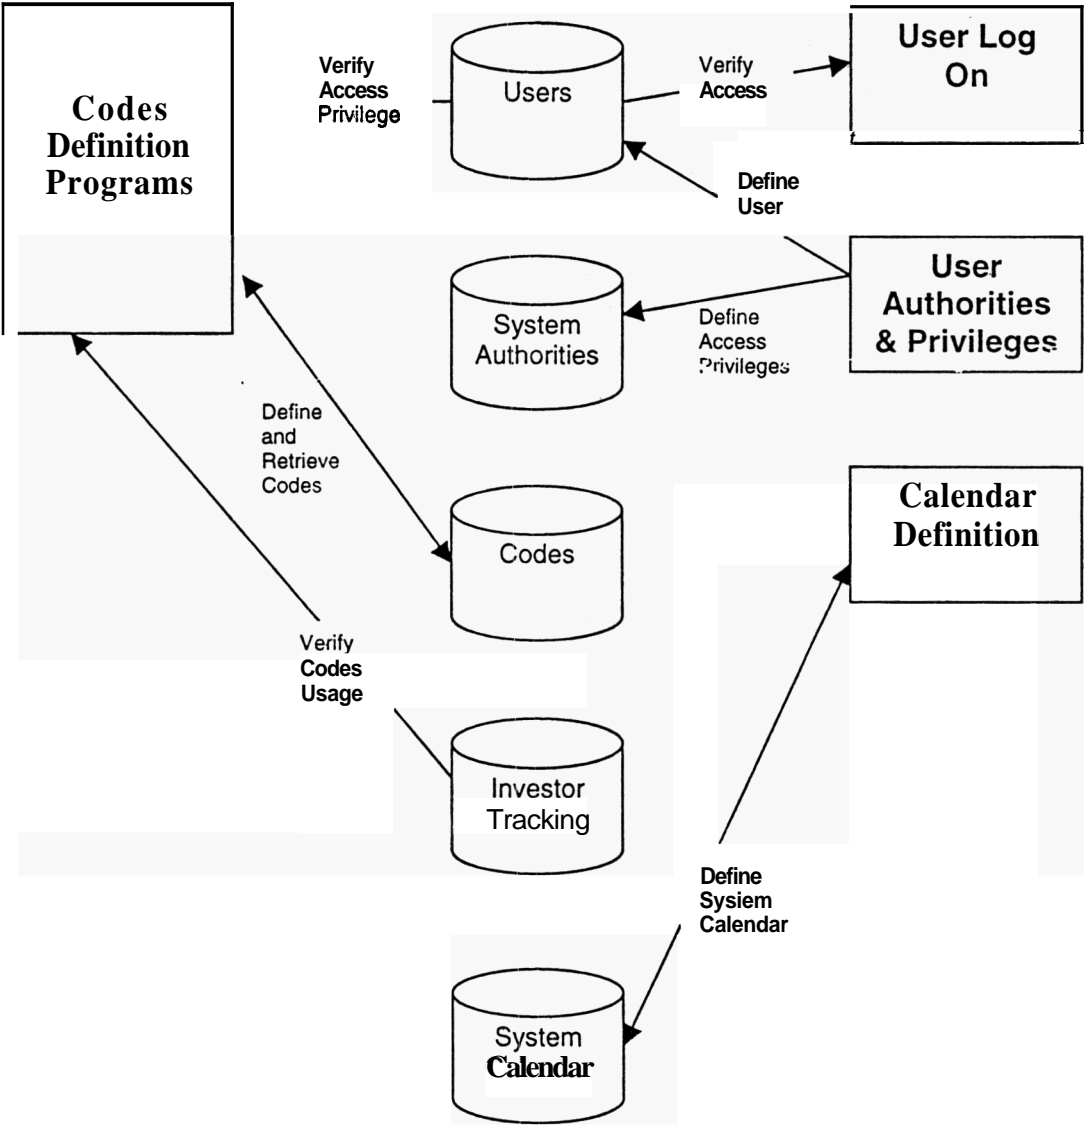 Codes
Definition
Programs
Verify
Access
Privilege
Users
Verify
Access
User Log
On
Define
User
System
Authorities
Define
Access
Privileges
User
Authorities
& Privileges
Define
and
Retrieve
Codes
Codes
Calendar
Definition
Verify
Codes
Usage
Investor
Tracking
Define
Sysiem
Calendar
System
Calendar